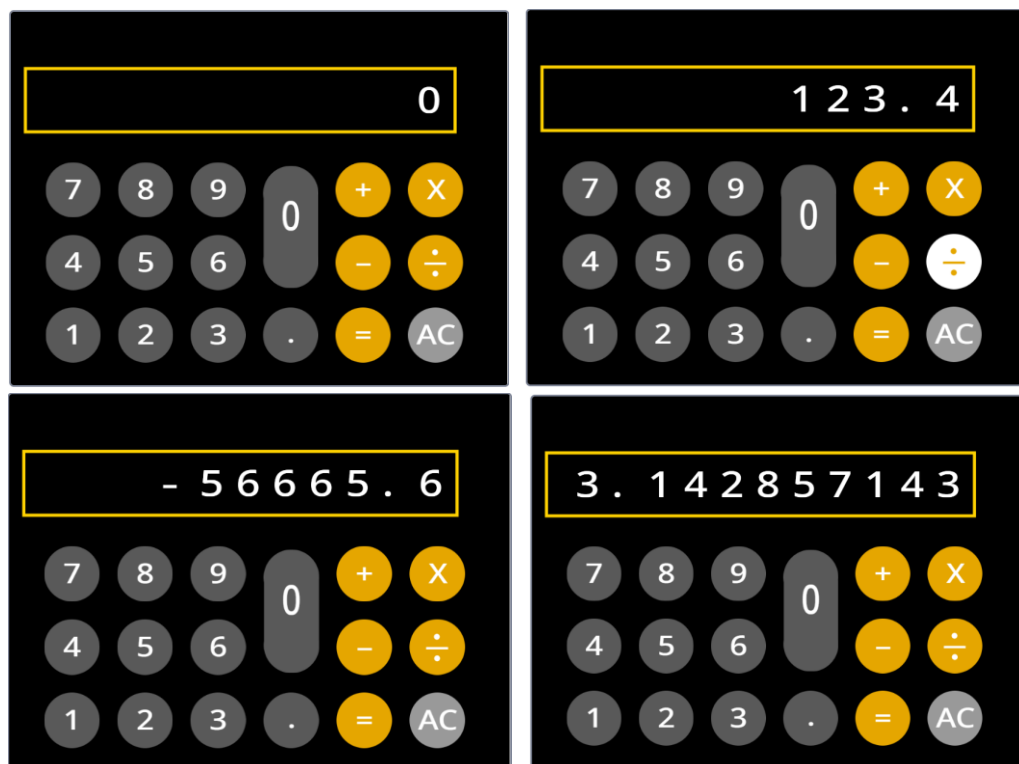 0
7 8 9 0 + X
4 5 6 − ÷
1 2 3 . = AC
123.4
7 8 9 0 + X
4 5 6 − ÷
1 2 3 . = AC
-56665.6
7 8 9 0 + X
4 5 6 − ÷
1 2 3 . = AC
3.142857143
7 8 9 0 + X
4 5 6 − ÷
1 2 3 . = AC